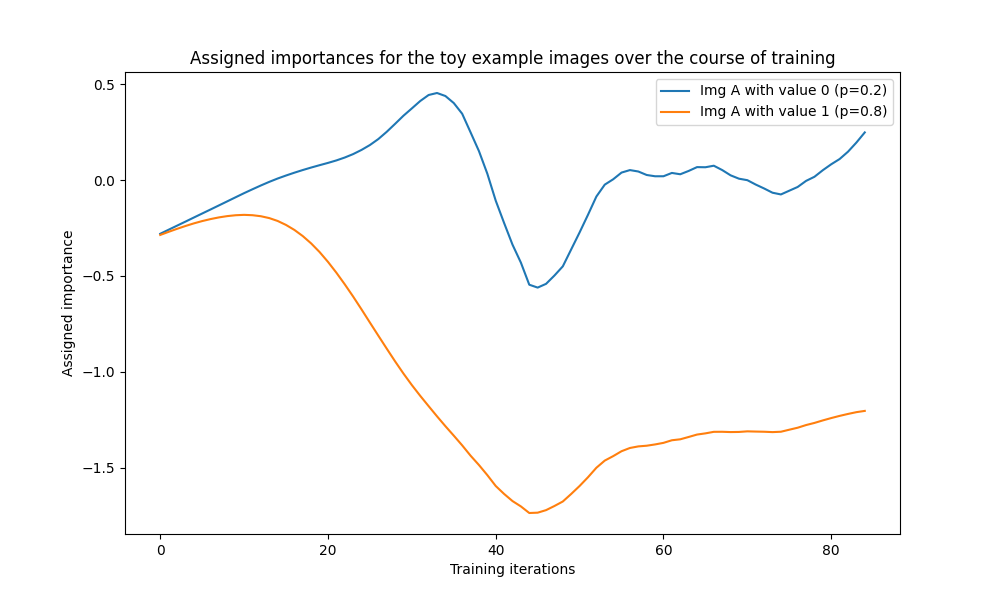 Assigned importances for the toy example images over the course of training
Img A with value 0 (p=0.2)
Img A with value 1 (p=0.8)
Assigned importance
0.5
0.0
−0.5
−1.0
−1.5
0 20 40 60 80
Training iterations